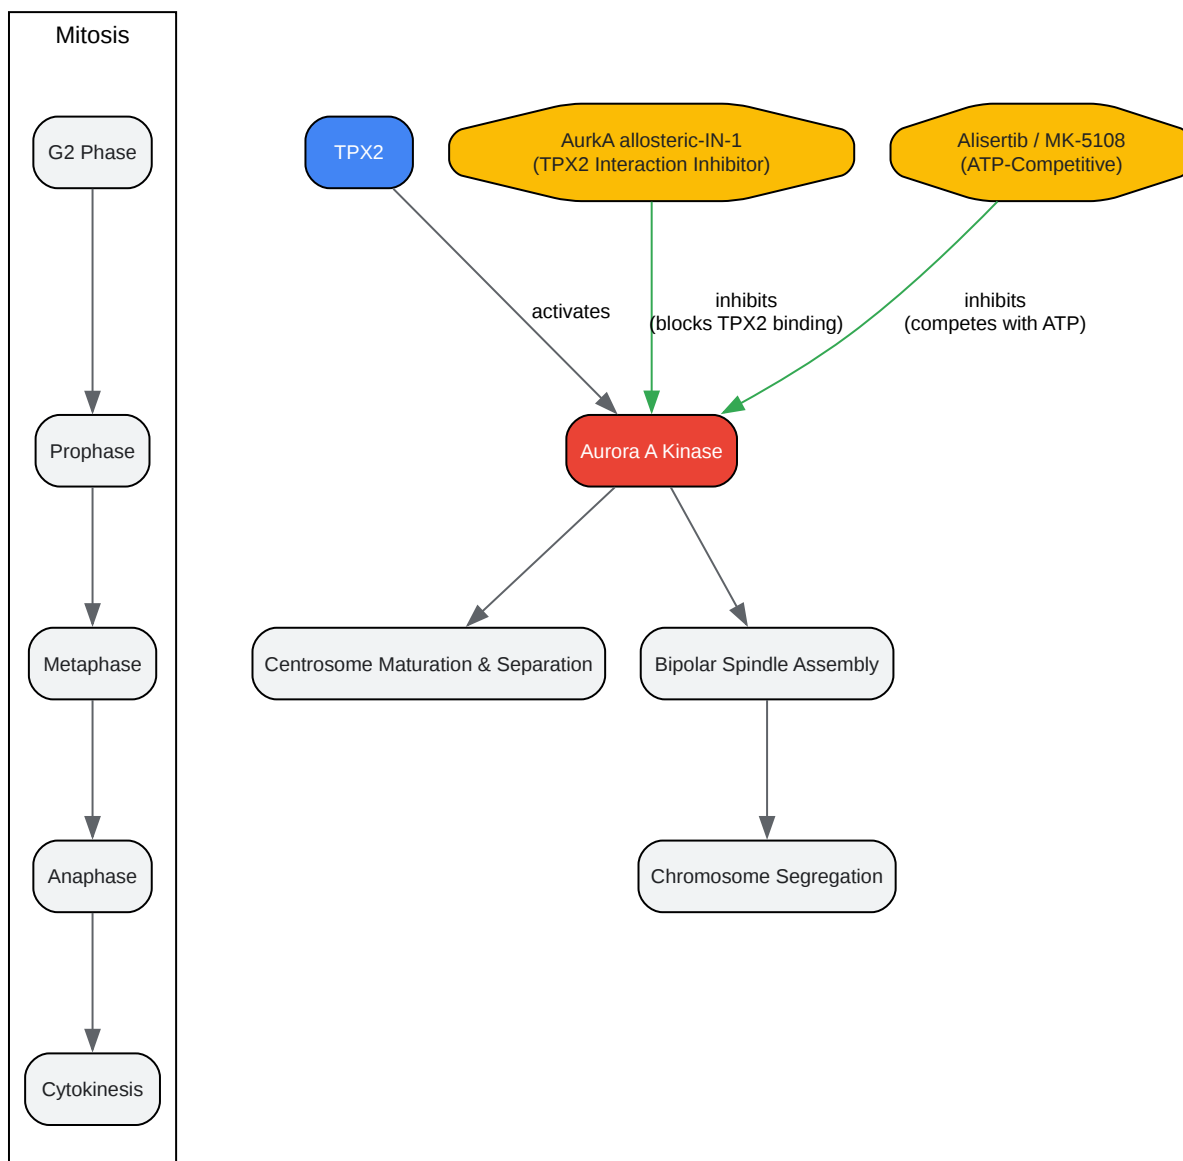 Mitosis
G2 Phase
Prophase
Metaphase
Anaphase
Cytokinesis
TPX2
AurkA allosteric-IN-1
(TPX2 Interaction Inhibitor)
Alisertib / MK-5108
(ATP-Competitive)
activates
inhibits
(blocks TPX2 binding)
inhibits
(competes with ATP)
Aurora A Kinase
Centrosome Maturation & Separation
Bipolar Spindle Assembly
Chromosome Segregation